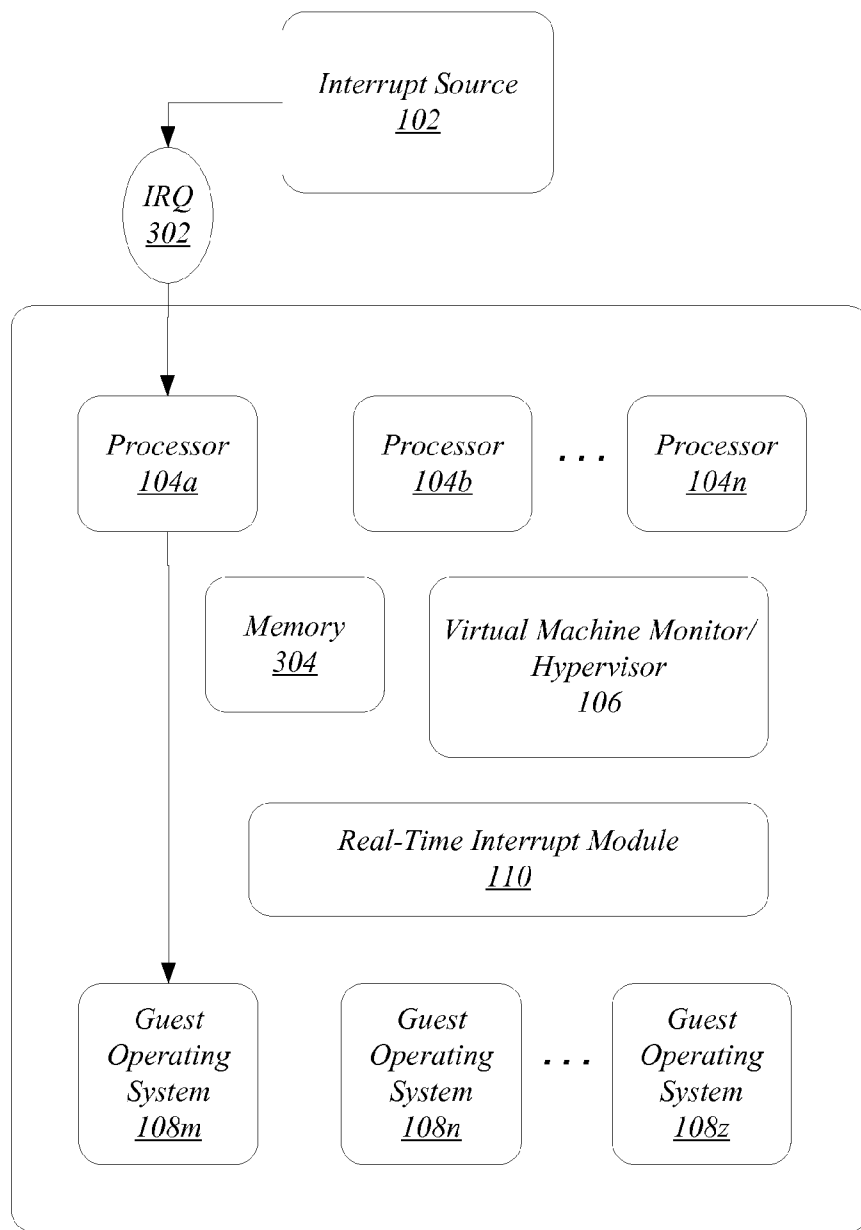 Interrupt Source
102
IRQ
302
Processor
104a
Processor
104b
. . .
Processor
104n
Memory
304
Virtual Machine Monitor/
Hypervisor
106
Real-Time Interrupt Module
110
Guest
Operating
System
108m
Guest
Operating
System
108n
. . .
Guest
Operating
System
108z